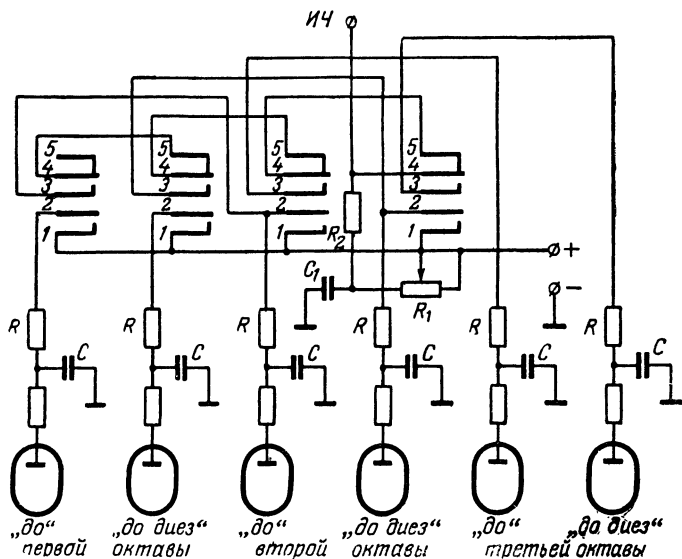 ИЧ
5
4
3
2
1
5
4
3
2
1
5
4
3
2
1
5
4
3
2
1
R2
C1
R1
+
−
R
C
R
C
R
C
R
C
R
C
R
C
„до“
первой
„до диез“
октавы
„до“
второй
„до диез“
октавы
„до“
третьей
„до диез“
октавы